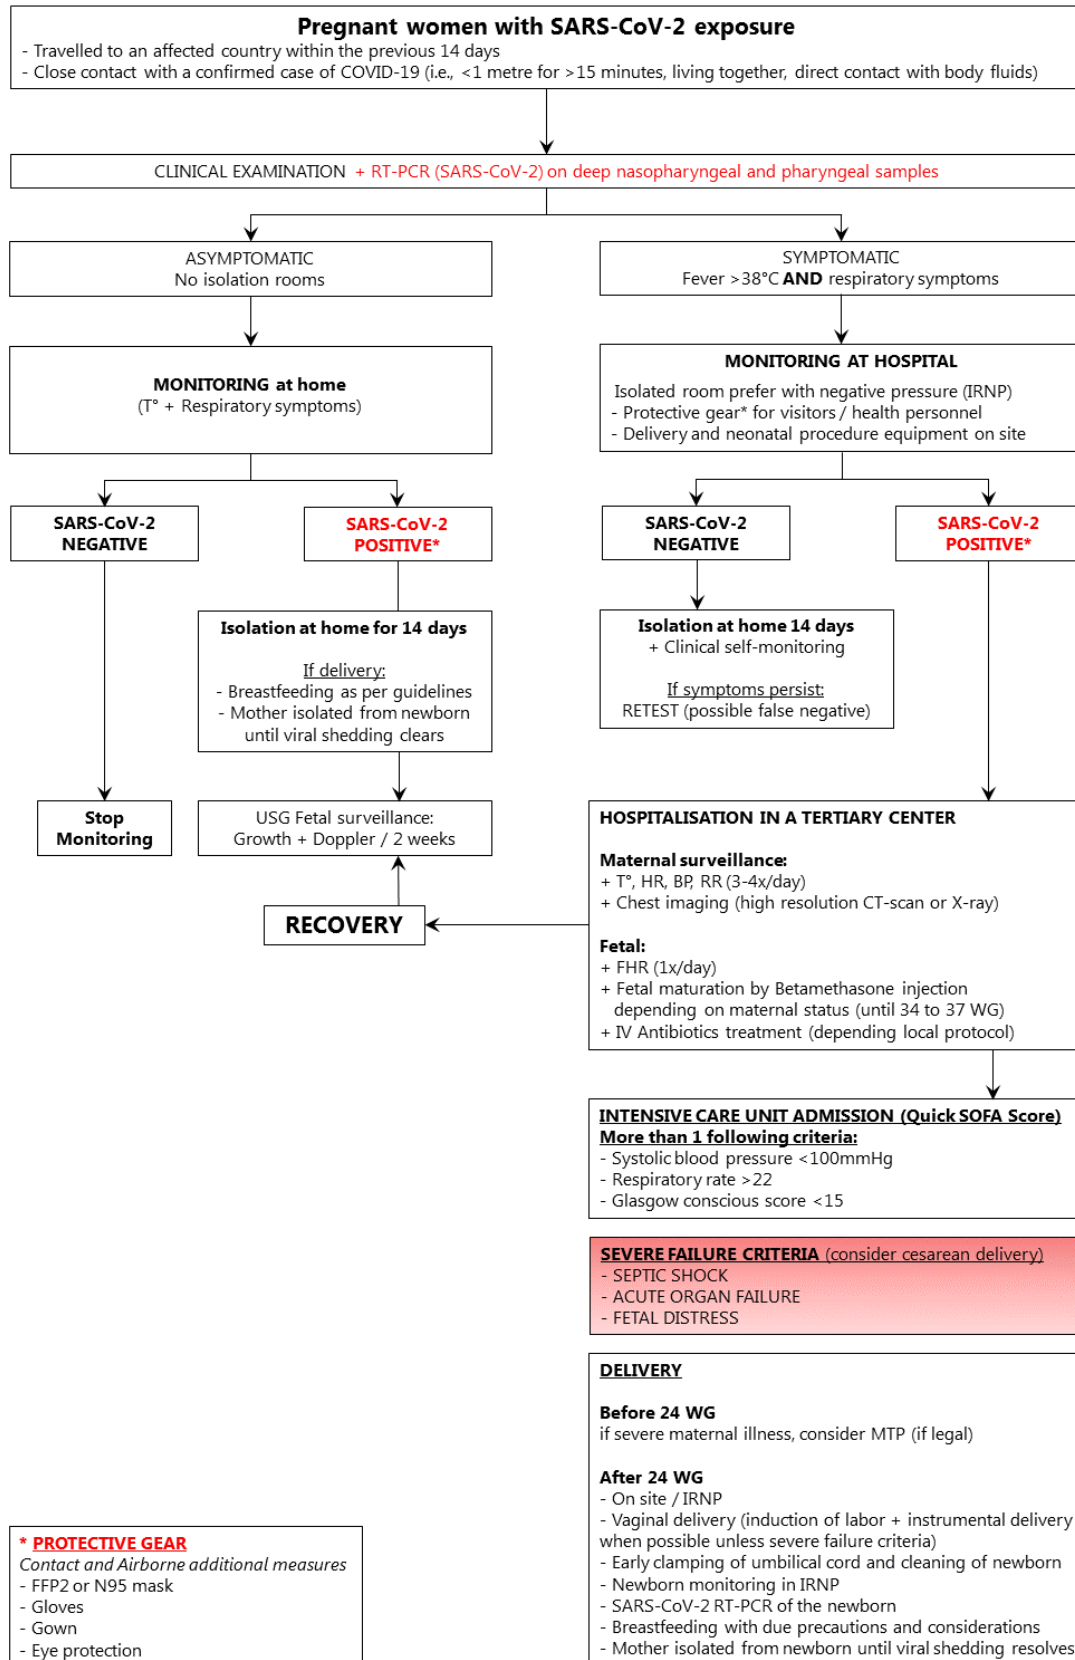 Pregnant women with SARS-CoV-2 exposure
- Travelled to an affected country within the previous 14 days
- Close contact with a confirmed case of COVID-19 (i.e., <1 metre for >15 minutes, living together, direct contact with body fluids)
CLINICAL EXAMINATION + RT-PCR (SARS-CoV-2) on deep nasopharyngeal and pharyngeal samples
ASYMPTOMATIC
No isolation rooms
SYMPTOMATIC
Fever >38°C AND respiratory symptoms
MONITORING at home
(T° + Respiratory symptoms)
MONITORING AT HOSPITAL
Isolated room prefer with negative pressure (IRNP)
- Protective gear* for visitors / health personnel
- Delivery and neonatal procedure equipment on site
SARS-CoV-2
NEGATIVE
SARS-CoV-2
POSITIVE*
SARS-CoV-2
NEGATIVE
SARS-CoV-2
POSITIVE*
Isolation at home for 14 days
If delivery:
- Breastfeeding as per guidelines
- Mother isolated from newborn
until viral shedding clears
Isolation at home 14 days
+ Clinical self-monitoring
If symptoms persist:
RETEST (possible false negative)
Stop
Monitoring
USG Fetal surveillance:
Growth + Doppler / 2 weeks
RECOVERY
HOSPITALISATION IN A TERTIARY CENTER
Maternal surveillance:
+ T°, HR, BP, RR (3-4x/day)
+ Chest imaging (high resolution CT-scan or X-ray)
Fetal:
+ FHR (1x/day)
+ Fetal maturation by Betamethasone injection
depending on maternal status (until 34 to 37 WG)
+ IV Antibiotics treatment (depending local protocol)
INTENSIVE CARE UNIT ADMISSION (Quick SOFA Score)
More than 1 following criteria:
- Systolic blood pressure <100mmHg
- Respiratory rate >22
- Glasgow conscious score <15
SEVERE FAILURE CRITERIA (consider cesarean delivery)
- SEPTIC SHOCK
- ACUTE ORGAN FAILURE
- FETAL DISTRESS
DELIVERY
Before 24 WG
if severe maternal illness, consider MTP (if legal)
After 24 WG
- On site / IRNP
- Vaginal delivery (induction of labor + instrumental delivery
when possible unless severe failure criteria)
- Early clamping of umbilical cord and cleaning of newborn
- Newborn monitoring in IRNP
- SARS-CoV-2 RT-PCR of the newborn
- Breastfeeding with due precautions and considerations
- Mother isolated from newborn until viral shedding resolves
* PROTECTIVE GEAR
Contact and Airborne additional measures
- FFP2 or N95 mask
- Gloves
- Gown
- Eye protection